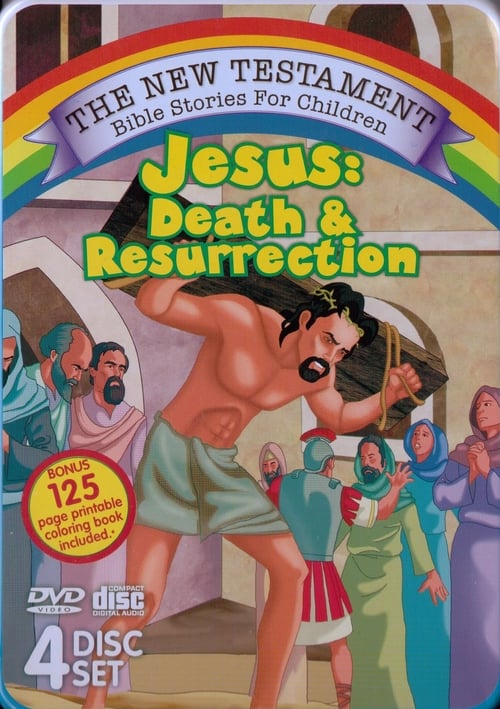 THE NEW TESTAMENT
Bible Stories For Children
Jesus:
Death &
Resurrection
BONUS
125
page printable
coloring book
included.*
DVD
VIDEO
COMPACT
disc
DIGITAL AUDIO
4 DISC
SET